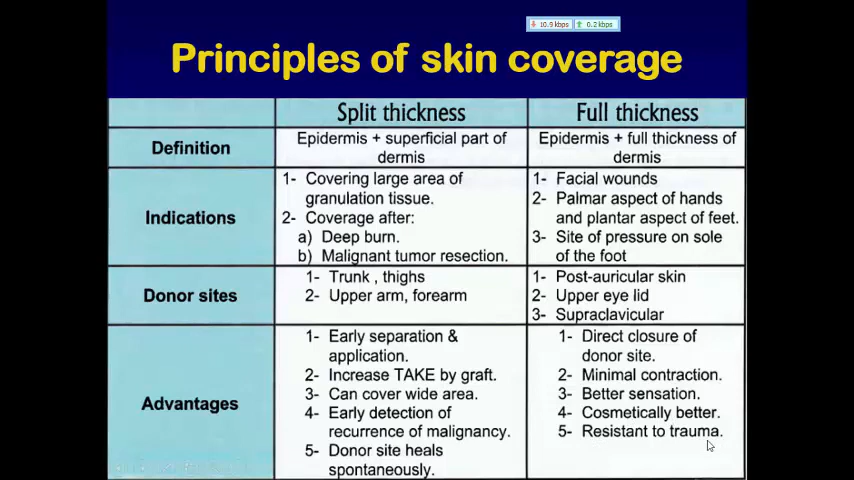 10.9 kbps 0.2 kbps
Principles of skin coverage
Split thickness Full thickness
Definition
Epidermis + superficial part of
dermis
Epidermis + full thickness of
dermis
Indications
1- Covering large area of
granulation tissue.
2- Coverage after:
a) Deep burn.
b) Malignant tumor resection.
1- Facial wounds
2- Palmar aspect of hands
and plantar aspect of feet.
3- Site of pressure on sole
of the foot
Donor sites
1- Trunk , thighs
2- Upper arm, forearm
1- Post-auricular skin
2- Upper eye lid
3- Supraclavicular
Advantages
1- Early separation &
application.
2- Increase TAKE by graft.
3- Can cover wide area.
4- Early detection of
recurrence of malignancy.
5- Donor site heals
spontaneously.
1- Direct closure of
donor site.
2- Minimal contraction.
3- Better sensation.
4- Cosmetically better.
5- Resistant to trauma.